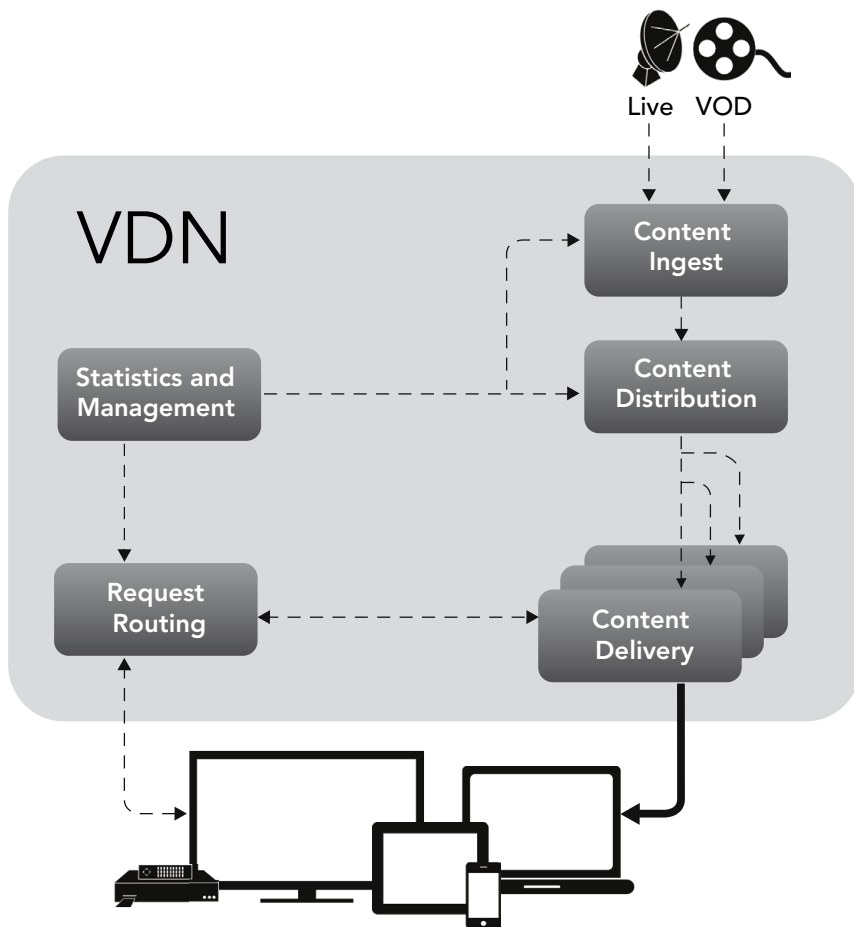 Live VOD
VDN
Content
Ingest
Statistics and
Management
Content
Distribution
Request
Routing
Content
Delivery